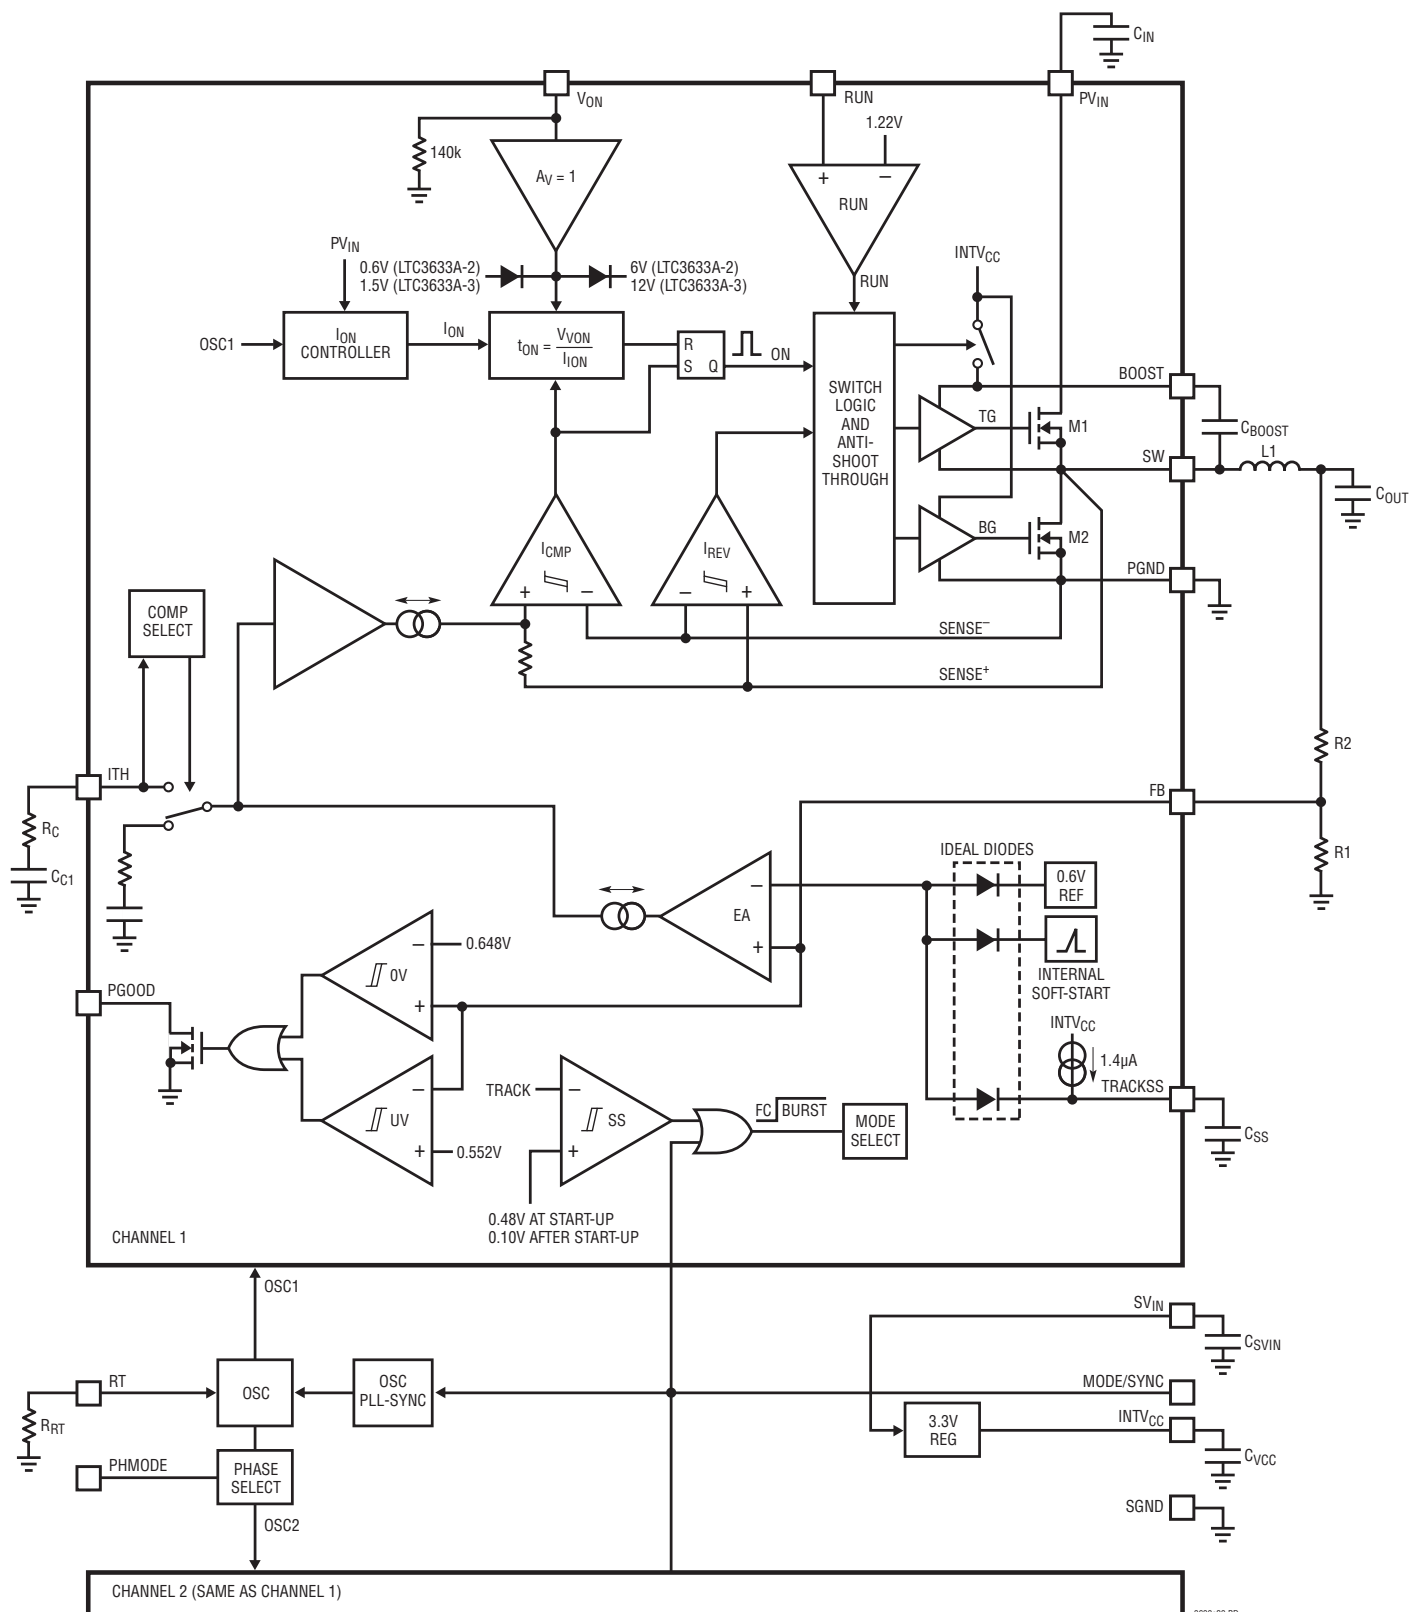 C_IN
V_ON
RUN
PV_IN
140k
A_V = 1
1.22V
+
–
RUN
PV_IN
0.6V (LTC3633A-2)
1.5V (LTC3633A-3)
6V (LTC3633A-2)
12V (LTC3633A-3)
RUN
INTV_CC
OSC1
I_ON
CONTROLLER
I_ON
t_ON = V_VON
I_ION
R
S Q
ON
SWITCH
LOGIC
AND
ANTI-
SHOOT
THROUGH
BOOST
TG
M1
C_BOOST
SW
L1
C_OUT
I_CMP
+
–
I_REV
–
+
BG
M2
PGND
COMP
SELECT
SENSE–
SENSE+
ITH
R_C
C_C1
R2
FB
R1
IDEAL DIODES
0.6V
REF
–
EA
+
–
0.648V
0V
+
INTERNAL
SOFT-START
PGOOD
INTV_CC
1.4µA
TRACKSS
C_SS
–
UV
+
0.552V
TRACK
–
SS
+
FC
BURST
MODE
SELECT
0.48V AT START-UP
0.10V AFTER START-UP
CHANNEL 1
OSC1
SV_IN
C_SVIN
RT
R_RT
OSC
OSC
PLL-SYNC
MODE/SYNC
3.3V
REG
INTV_CC
C_VCC
PHMODE
PHASE
SELECT
SGND
OSC2
CHANNEL 2 (SAME AS CHANNEL 1)